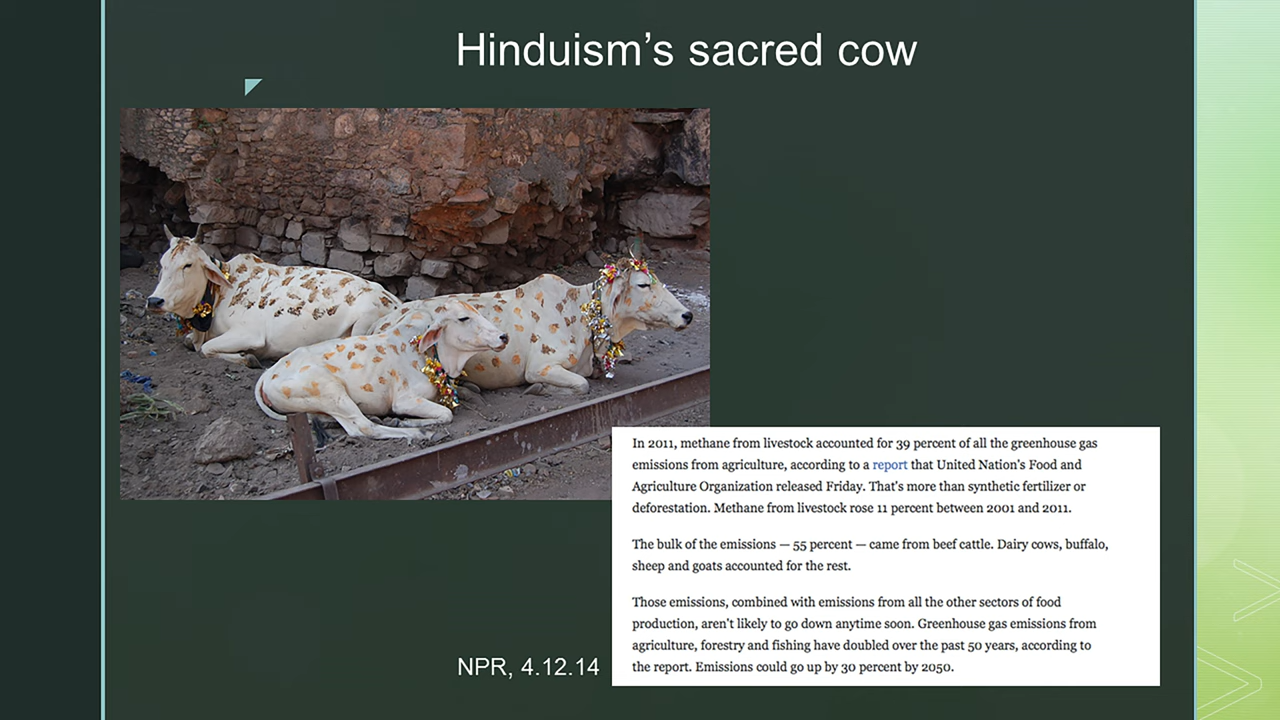 Hinduism's sacred cow
In 2011, methane from livestock accounted for 39 percent of all the greenhouse gas
emissions from agriculture, according to a report that United Nation's Food and
Agriculture Organization released Friday. That's more than synthetic fertilizer or
deforestation. Methane from livestock rose 11 percent between 2001 and 2011.
The bulk of the emissions — 55 percent — came from beef cattle. Dairy cows, buffalo,
sheep and goats accounted for the rest.
Those emissions, combined with emissions from all the other sectors of food
production, aren't likely to go down anytime soon. Greenhouse gas emissions from
agriculture, forestry and fishing have doubled over the past 50 years, according to
the report. Emissions could go up by 30 percent by 2050.
NPR, 4.12.14